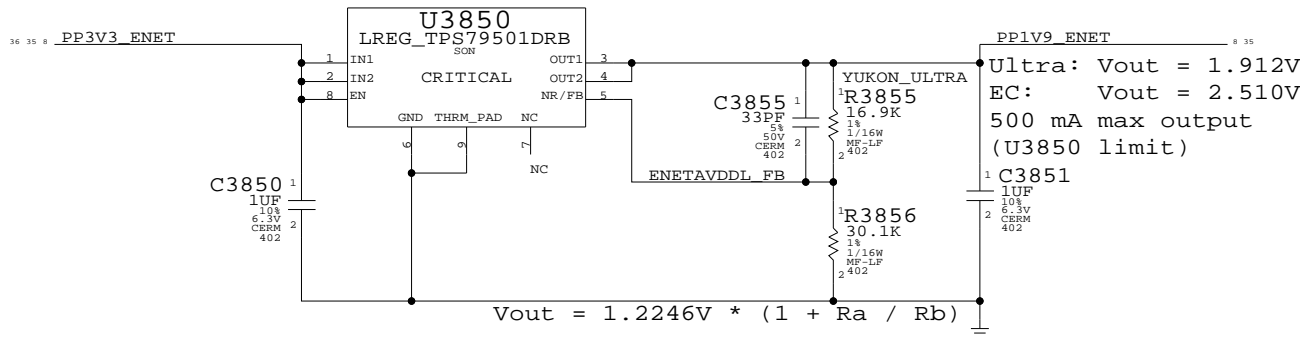 U3850
LREG_TPS79501DRB
SON
CRITICAL
36 35 8 PP3V3_ENET
1 IN1
2 IN2
8 EN
OUT1 3
OUT2 4
NR/FB 5
GND
THRM_PAD
NC
6
9
7
NC
PP1V9_ENET 8 35
Ultra: Vout = 1.912V
EC: Vout = 2.510V
500 mA max output
(U3850 limit)
YUKON_ULTRA
C3855
33PF
5%
50V
CERM
402
1
2
1
R3855
16.9K
1%
1/16W
MF-LF
402
2
ENETAVDDL_FB
C3850
1UF
10%
6.3V
CERM
402
1
2
1
R3856
30.1K
1%
1/16W
MF-LF
402
2
1
C3851
1UF
10%
6.3V
CERM
402
2
Vout = 1.2246V * (1 + Ra / Rb)